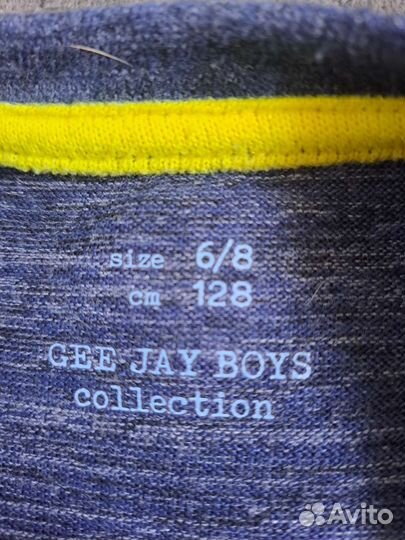 size 6/8
cm 128
GEE JAY BOYS
collection
Avito